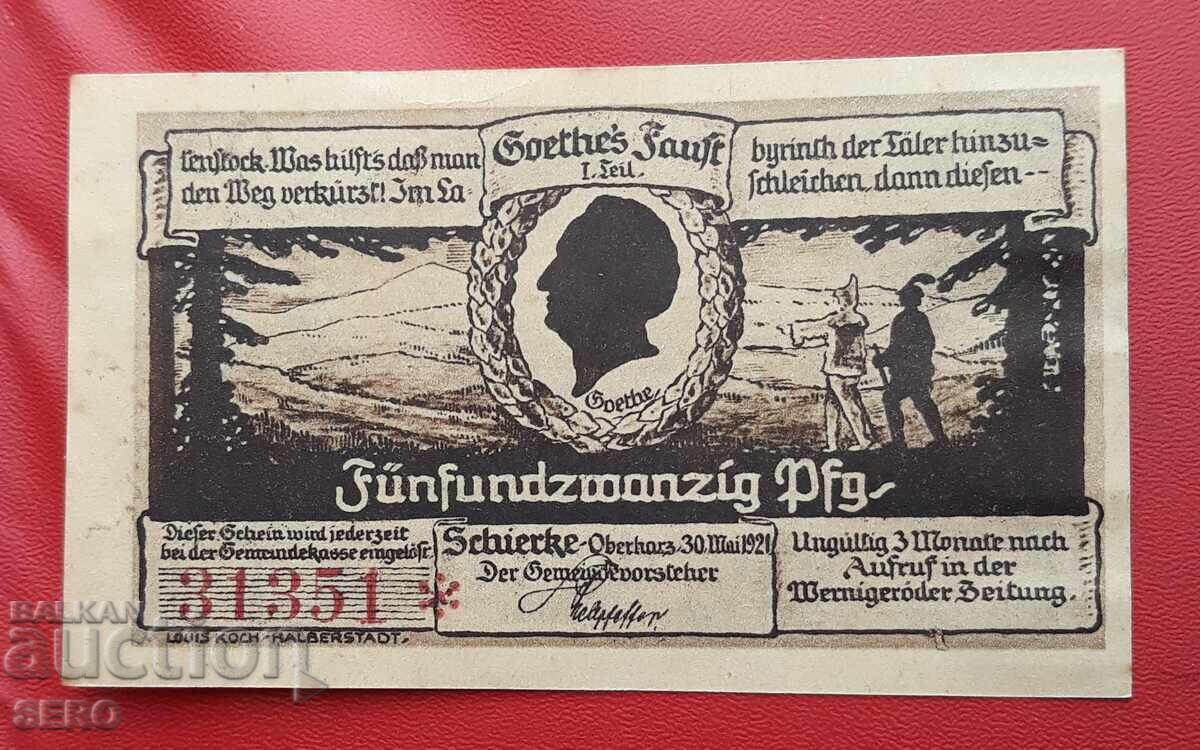 Goethe's Faust
I. Teil.
tenstock. Was hilft's daß man
den Weg verkürzt! Im La-
byrinth der Täler hinzu-
schleichen, dann diesen--
Goethe
Fünfundzwanzig Pfg.
Dieser Schein wird jederzeit
bei der Gemeindekasse eingelöst.
31351 *
LOUIS KOCH-HALBERSTADT.
Schierke-Oberharz 30. Mai 1921
Der Gemeindevorsteher
Ungültig 3 Monate nach
Aufruf in der
Wernigeröder Zeitung.
BALKAN
auction
SERO